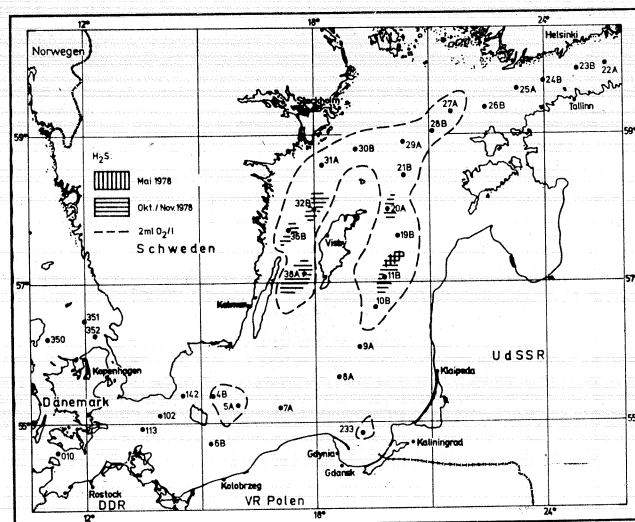 12° 18° 24°
Norwegen
Helsinki
Stockholm
24B 23B 22A
25A
Tallinn
27A 26B
28B
59° 59°
30B 29A
31A 21B
H₂S.
Mai 1978
Okt./Nov. 1978
2ml O₂/l
Schweden
32B 20A
36B Visby 19B
38A 11B
57° 57°
Kalmar 10B
351
350 352
9A
UdSSR
Kopenhagen
8A Klaipeda
Dänemark
142 4B
5A 7A
102
55° 113 233 55°
6B Kaliningrad
010 Gdynia
Gdansk
Rostock Kolobrzeg
DDR VR Polen
12° 18° 24°